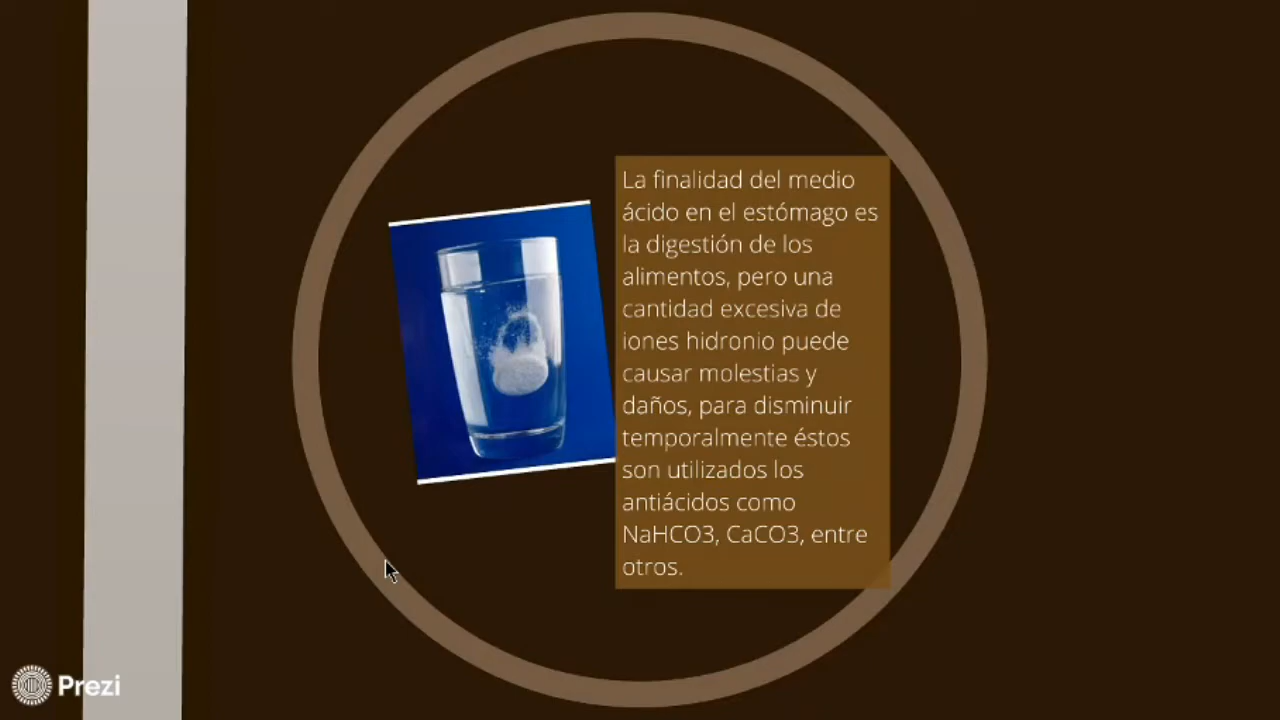 La finalidad del medio
ácido en el estómago es
la digestión de los
alimentos, pero una
cantidad excesiva de
iones hidronio puede
causar molestias y
daños, para disminuir
temporalmente éstos
son utilizados los
antiácidos como
NaHCO3, CaCO3, entre
otros.
Prezi